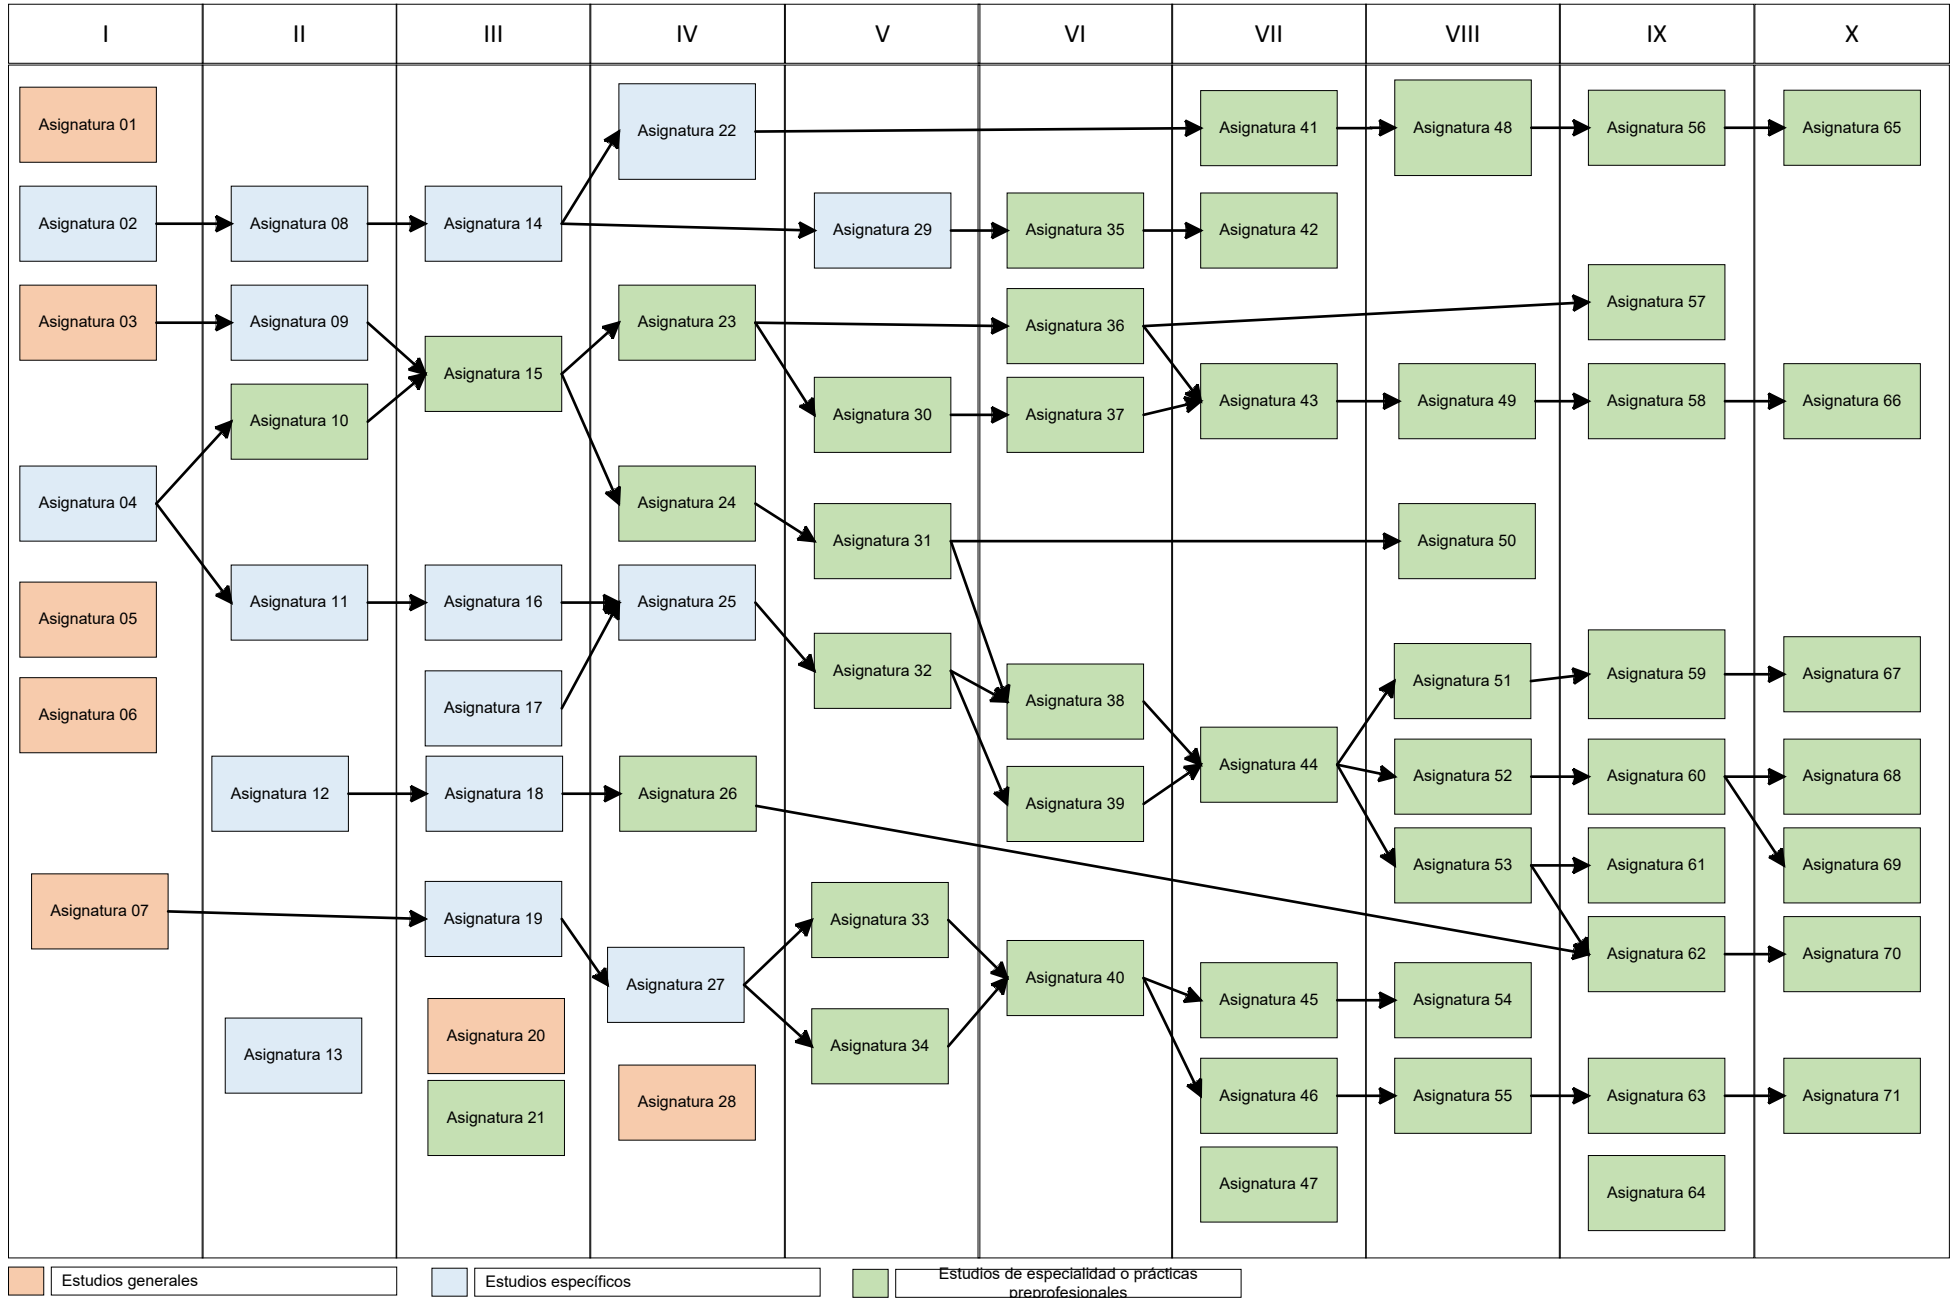 I
II
III
IV
V
VI
VII
VIII
IX
X
Asignatura 01
Asignatura 02
Asignatura 03
Asignatura 04
Asignatura 05
Asignatura 06
Asignatura 07
Asignatura 08
Asignatura 09
Asignatura 10
Asignatura 11
Asignatura 12
Asignatura 13
Asignatura 14
Asignatura 15
Asignatura 16
Asignatura 17
Asignatura 18
Asignatura 19
Asignatura 20
Asignatura 21
Asignatura 22
Asignatura 23
Asignatura 24
Asignatura 25
Asignatura 26
Asignatura 27
Asignatura 28
Asignatura 29
Asignatura 30
Asignatura 31
Asignatura 32
Asignatura 33
Asignatura 34
Asignatura 35
Asignatura 36
Asignatura 37
Asignatura 38
Asignatura 39
Asignatura 40
Asignatura 41
Asignatura 42
Asignatura 43
Asignatura 44
Asignatura 45
Asignatura 46
Asignatura 47
Asignatura 48
Asignatura 49
Asignatura 50
Asignatura 51
Asignatura 52
Asignatura 53
Asignatura 54
Asignatura 55
Asignatura 56
Asignatura 57
Asignatura 58
Asignatura 59
Asignatura 60
Asignatura 61
Asignatura 62
Asignatura 63
Asignatura 64
Asignatura 65
Asignatura 66
Asignatura 67
Asignatura 68
Asignatura 69
Asignatura 70
Asignatura 71
Estudios generales
Estudios específicos
Estudios de especialidad o prácticas
preprofesionales